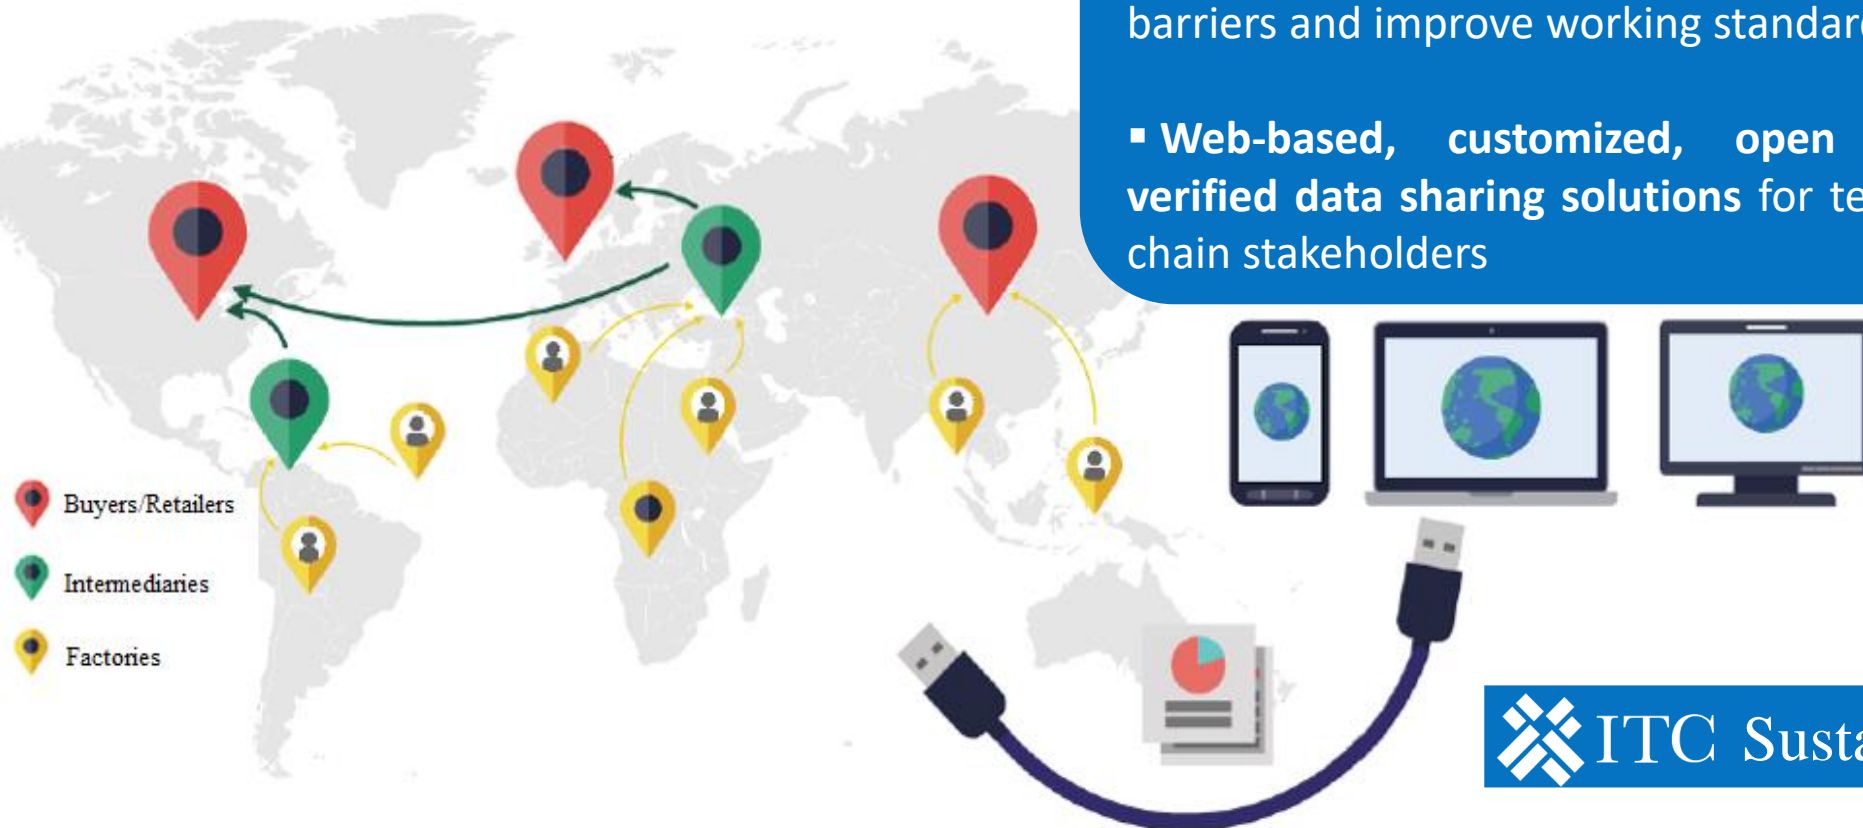 barriers and improve working standar
▪ Web-based, customized, open
verified data sharing solutions for te
chain stakeholders
Buyers/Retailers
Intermediaries
Factories
ITC Susta